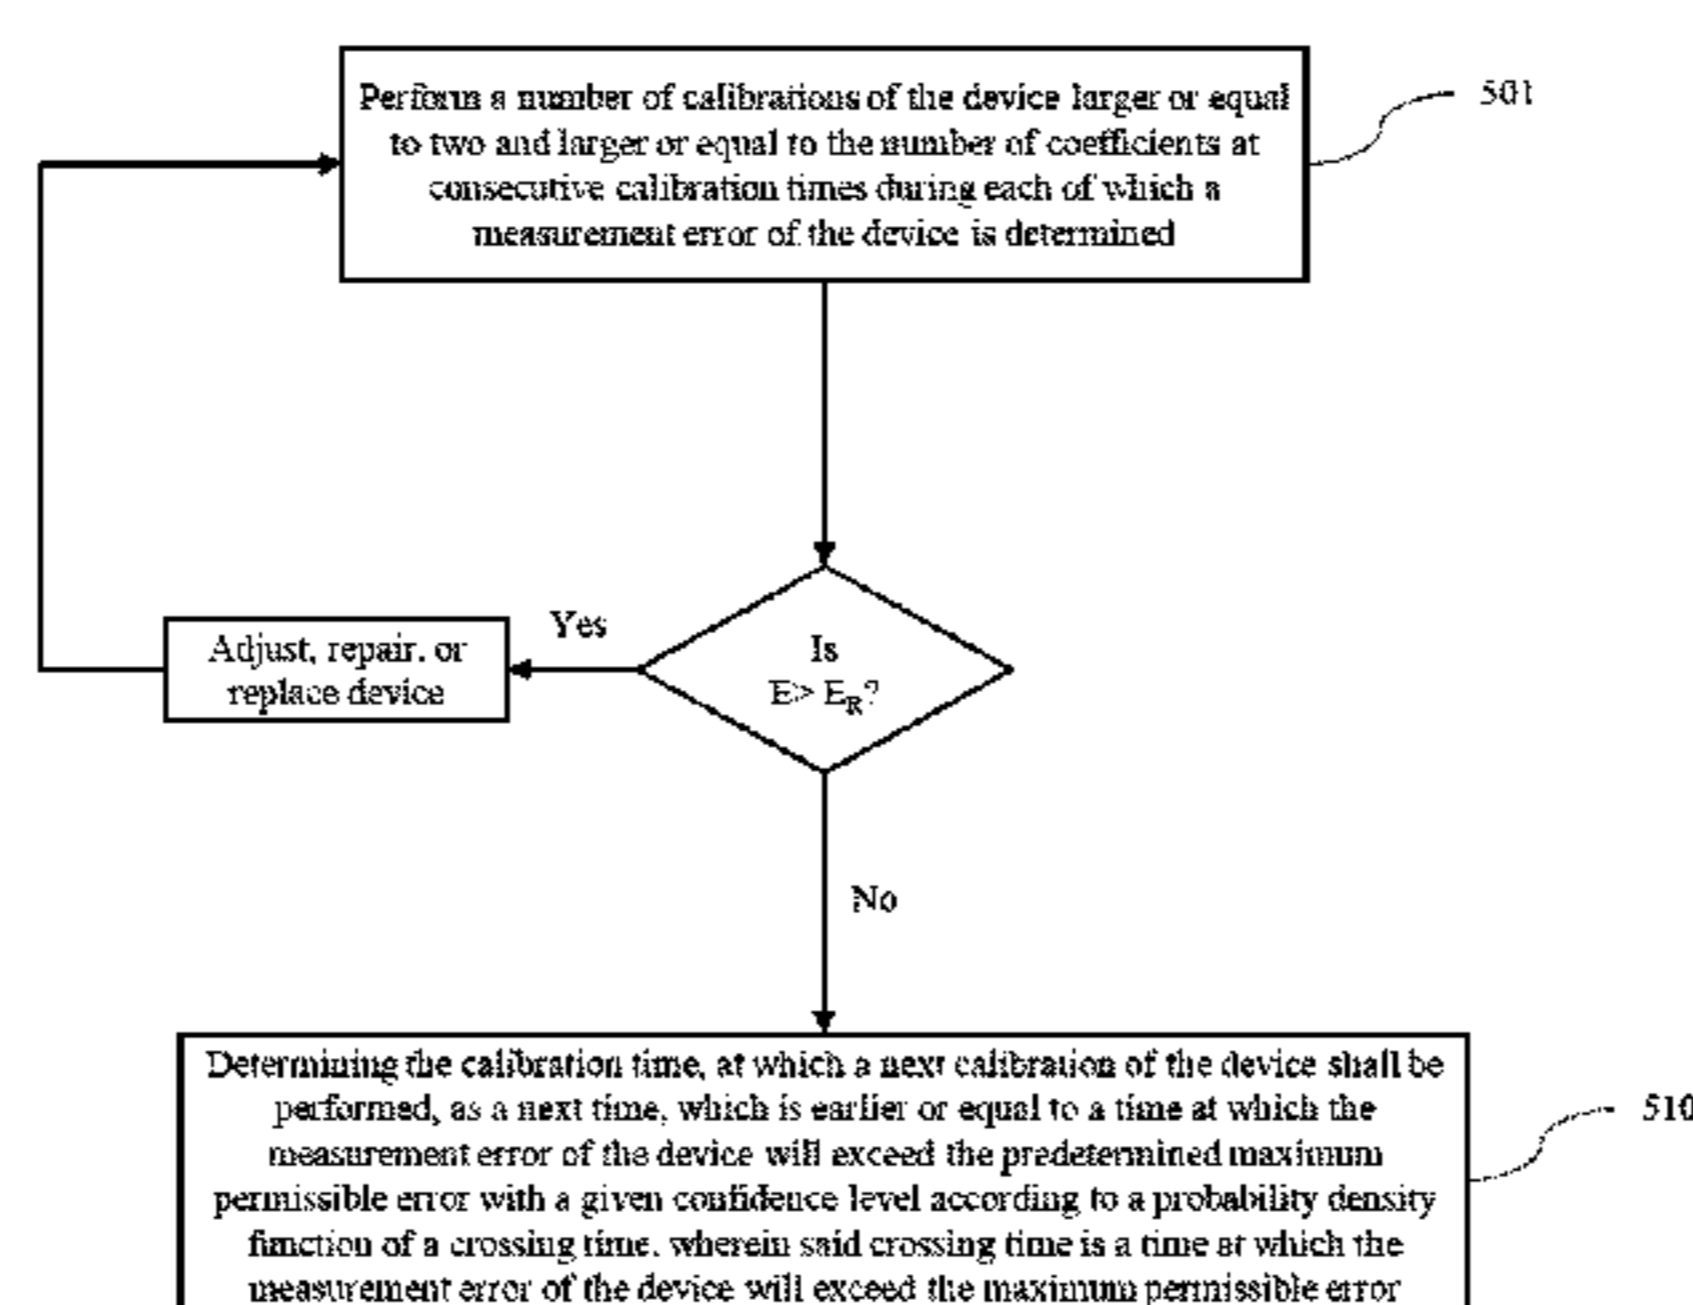 Perform a number of calibrations of the device larger or equal
to two and larger or equal to the number of coefficients at
consecutive calibration times during each of which a
measurement error of the device is determined
501
Yes
Adjust, repair, or
replace device
Is
E> E_R?
No
Determining the calibration time, at which a next calibration of the device shall be
performed, as a next time, which is earlier or equal to a time at which the
measurement error of the device will exceed the predetermined maximum
permissible error with a given confidence level according to a probability density
function of a crossing time, wherein said crossing time is a time at which the
measurement error of the device will exceed the maximum permissible error
510